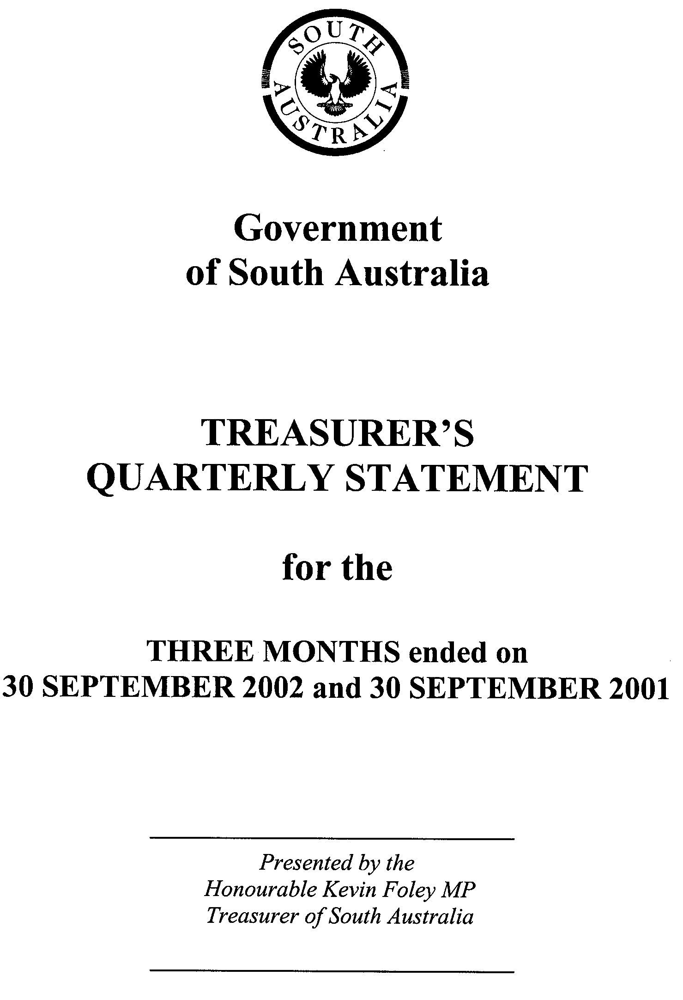 SOUTH
AUSTRALIA
Government
of South Australia
TREASURER’S
QUARTERLY STATEMENT
for the
THREE MONTHS ended on
30 SEPTEMBER 2002 and 30 SEPTEMBER 2001
Presented by the
Honourable Kevin Foley MP
Treasurer of South Australia